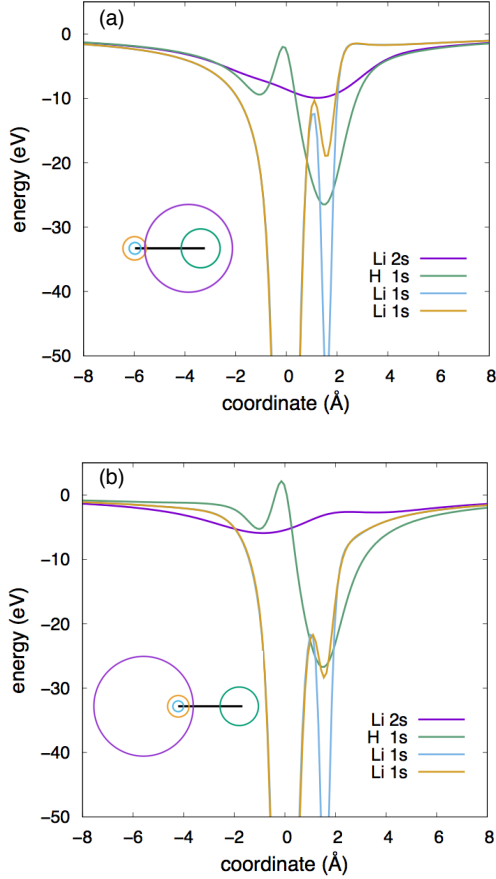 (a)
0
−10
−20
−30
−40
−50
energy (eV)
Li 2s
H 1s
Li 1s
Li 1s
−8 −6 −4 −2 0 2 4 6 8
coordinate (Å)
(b)
0
−10
−20
−30
−40
−50
energy (eV)
Li 2s
H 1s
Li 1s
Li 1s
−8 −6 −4 −2 0 2 4 6 8
coordinate (Å)